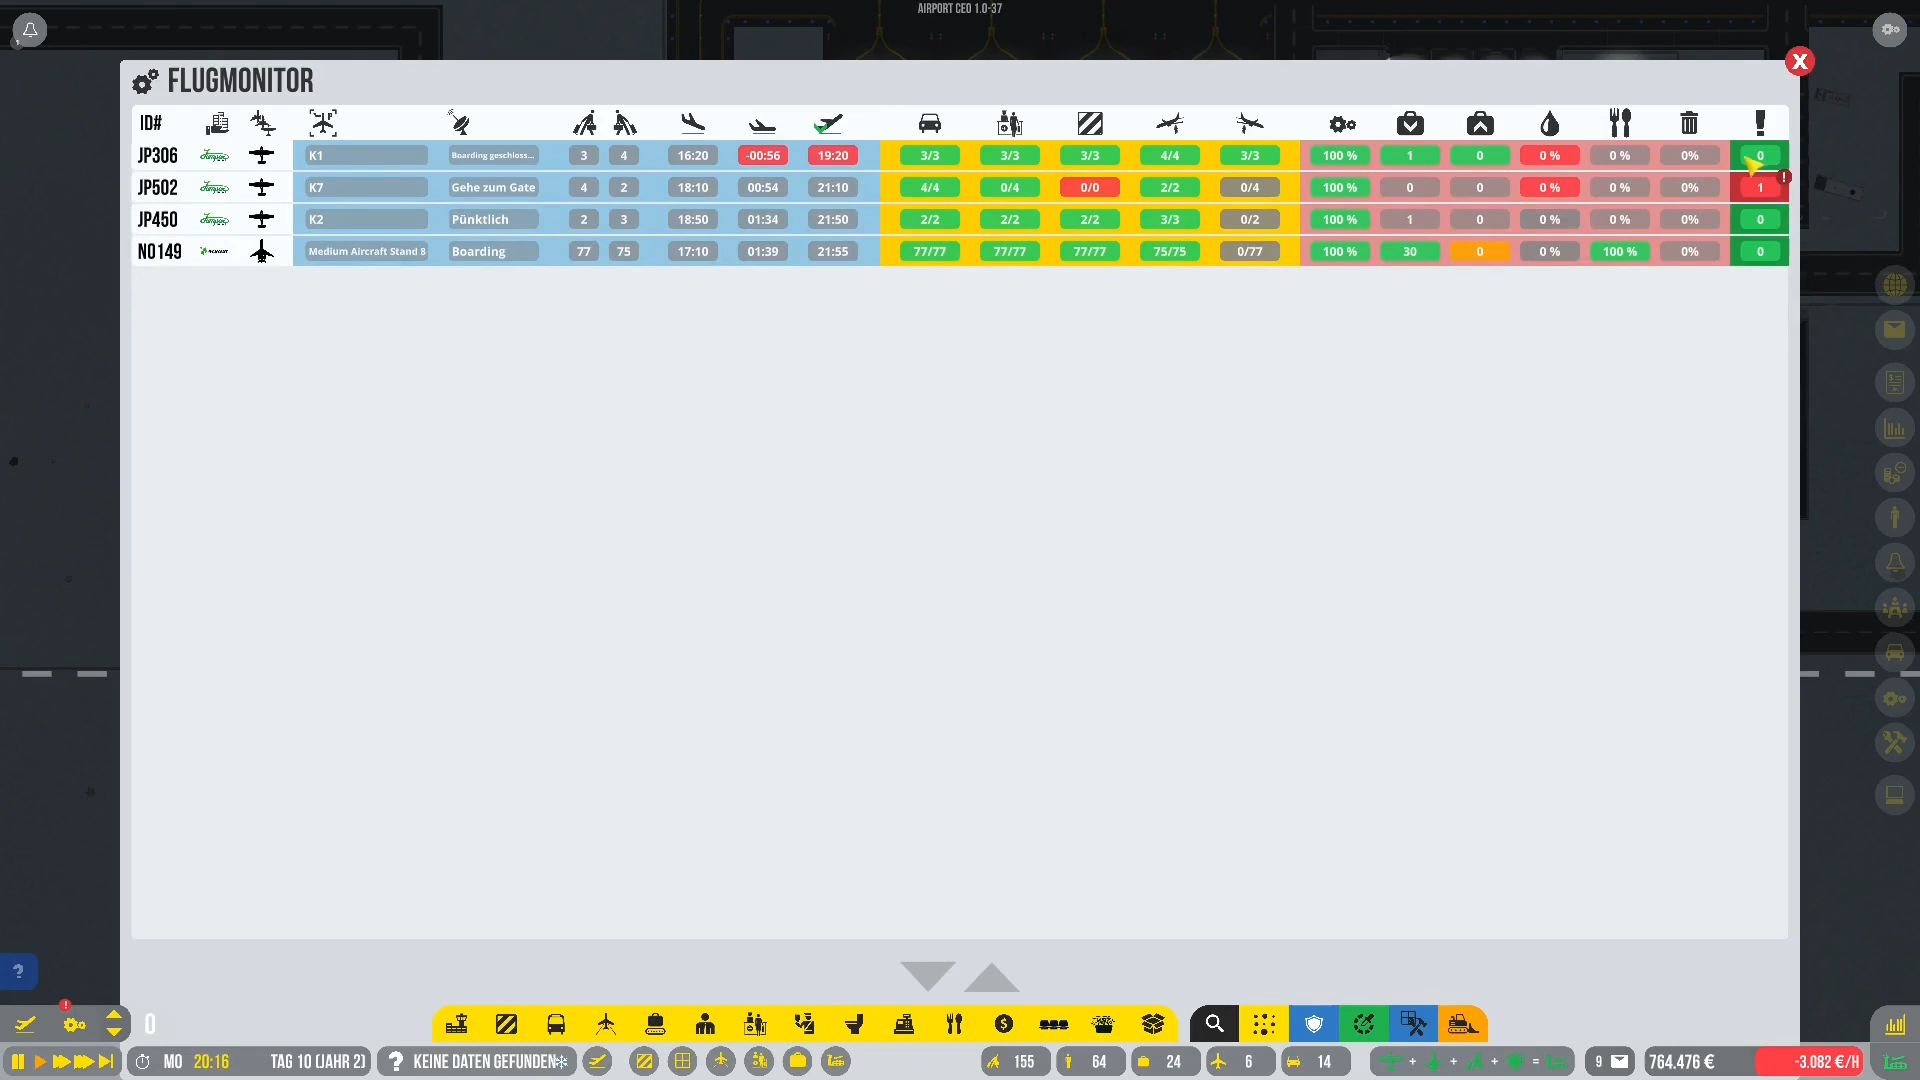 AIRPORT CEO 1.0-37
FLUGMONITOR
X
ID#
JP306 K1 Boarding geschloss... 3 4 16:20 -00:56 19:20 3/3 3/3 3/3 4/4 3/3 100 % 1 0 0 % 0 % 0% 0
JP502 K7 Gehe zum Gate 4 2 18:10 00:54 21:10 4/4 0/4 0/0 2/2 0/4 100 % 0 0 0 % 0 % 0% 1
JP450 K2 Pünktlich 2 3 18:50 01:34 21:50 2/2 2/2 2/2 3/3 0/2 100 % 1 0 0 % 0 % 0% 0
NO149 Medium Aircraft Stand 8 Boarding 77 75 17:10 01:39 21:55 77/77 77/77 77/77 75/75 0/77 100 % 30 0 0 % 100 % 0% 0
?
0
MO 20:16 TAG 10 (JAHR 2) ? KEINE DATEN GEFUNDEN 155 64 24 6 14 + + + = 9 764.476 € -3.082 €/H